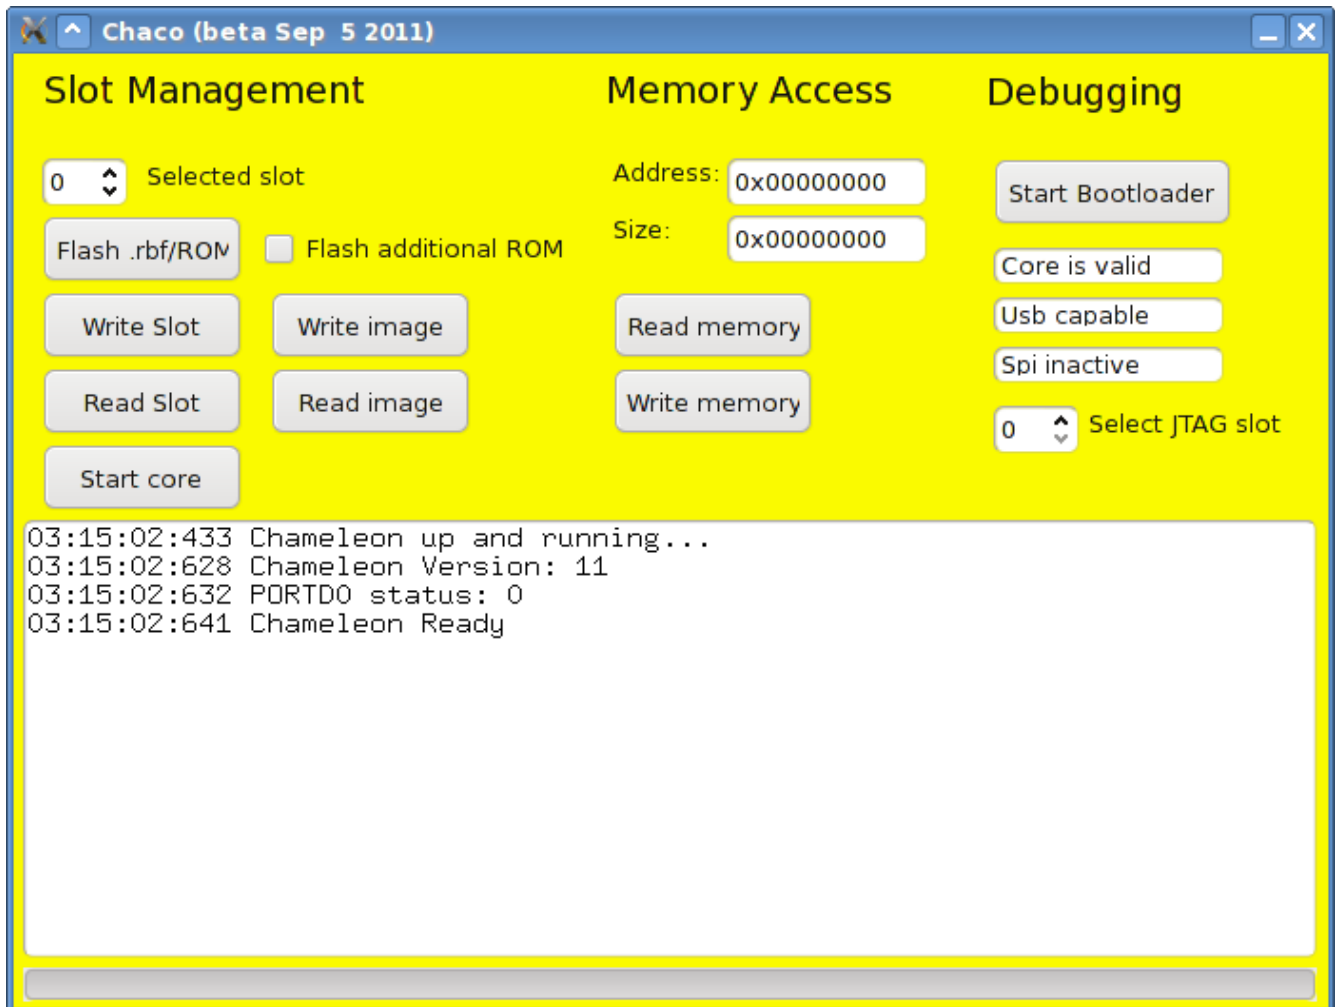 Chaco (beta Sep  5 2011)
Slot Management
Memory Access
Debugging
0
Selected slot
Address:
0x00000000
Start Bootloader
Flash .rbf/ROM
Flash additional ROM
Size:
0x00000000
Core is valid
Write Slot
Write image
Read memory
Usb capable
Spi inactive
Read Slot
Read image
Write memory
0
Select JTAG slot
Start core
03:15:02:433 Chameleon up and running...
03:15:02:628 Chameleon Version: 11
03:15:02:632 PORTD0 status: 0
03:15:02:641 Chameleon Ready